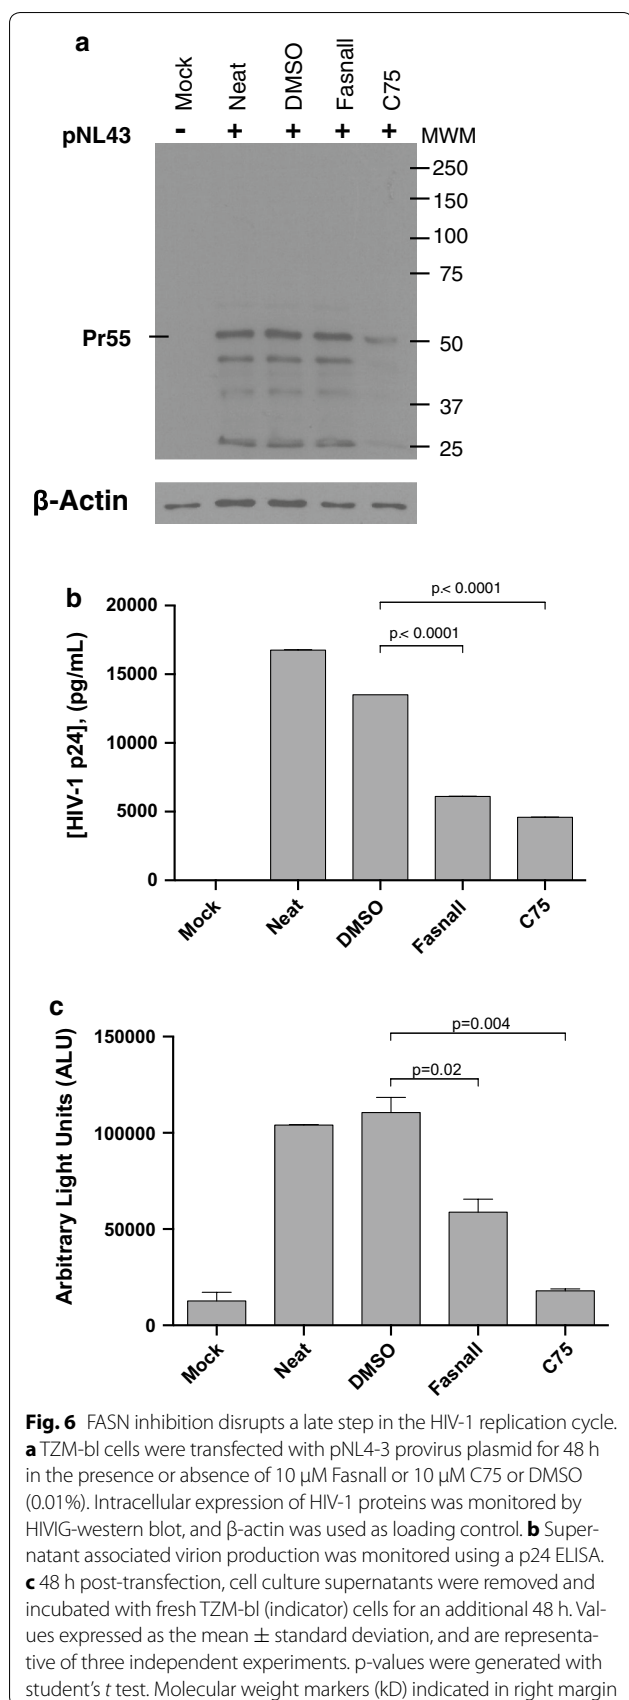 a
Mock
Neat
DMSO
Fasnall
C75
pNL43 - + + + + MWM
250
150
100
75
Pr55
50
37
25
β-Actin
b
[HIV-1 p24], (pg/mL)
20000
15000
10000
5000
0
p.< 0.0001
p.< 0.0001
Mock
Neat
DMSO
Fasnall
C75
c
Arbitrary Light Units (ALU)
150000
100000
50000
0
p=0.004
p=0.02
Mock
Neat
DMSO
Fasnall
C75
Fig. 6 FASN inhibition disrupts a late step in the HIV-1 replication cycle.
a TZM-bl cells were transfected with pNL4-3 provirus plasmid for 48 h
in the presence or absence of 10 µM Fasnall or 10 µM C75 or DMSO
(0.01%). Intracellular expression of HIV-1 proteins was monitored by
HIVIG-western blot, and β-actin was used as loading control. b Super-
natant associated virion production was monitored using a p24 ELISA.
c 48 h post-transfection, cell culture supernatants were removed and
incubated with fresh TZM-bl (indicator) cells for an additional 48 h. Val-
ues expressed as the mean ± standard deviation, and are representa-
tive of three independent experiments. p-values were generated with
student's t test. Molecular weight markers (kD) indicated in right margin